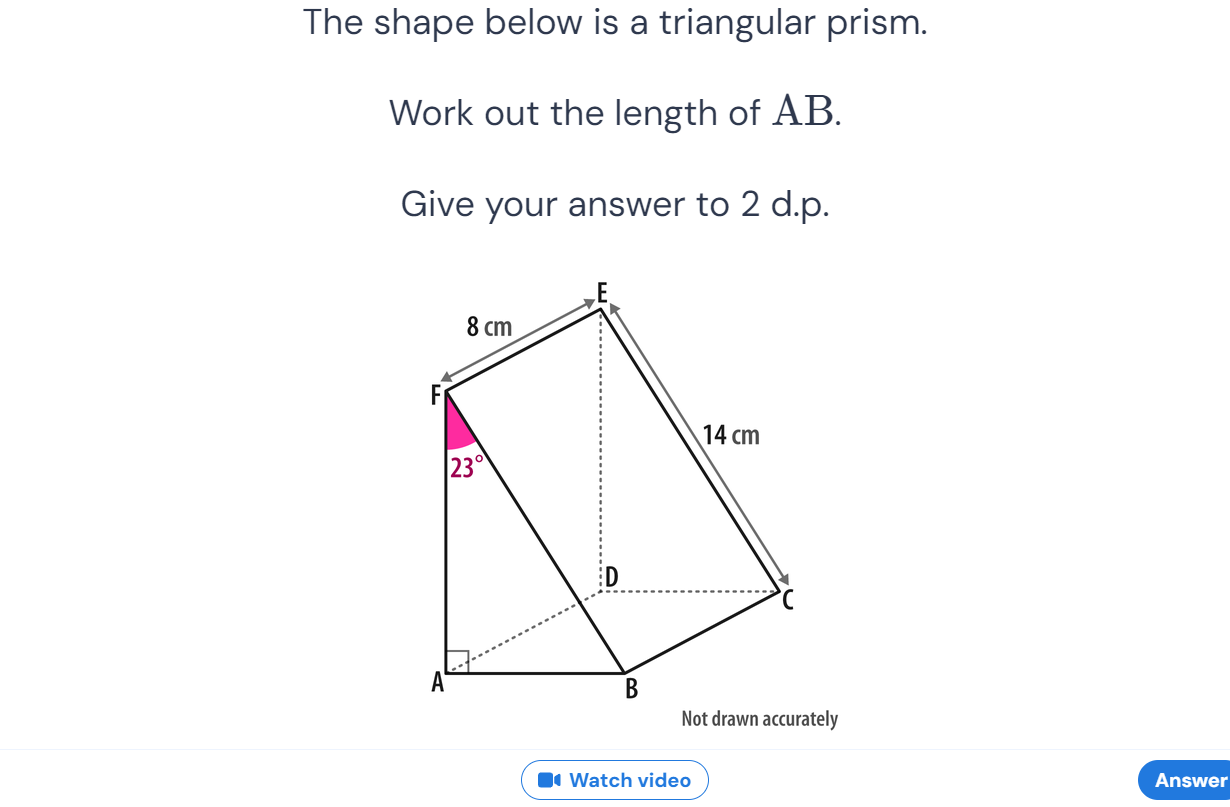 The shape below is a triangular prism.
Work out the length of AB.
Give your answer to 2 d.p.
E
8 cm
F
14 cm
23°
D
C
A
B
Not drawn accurately
Watch video
Answer